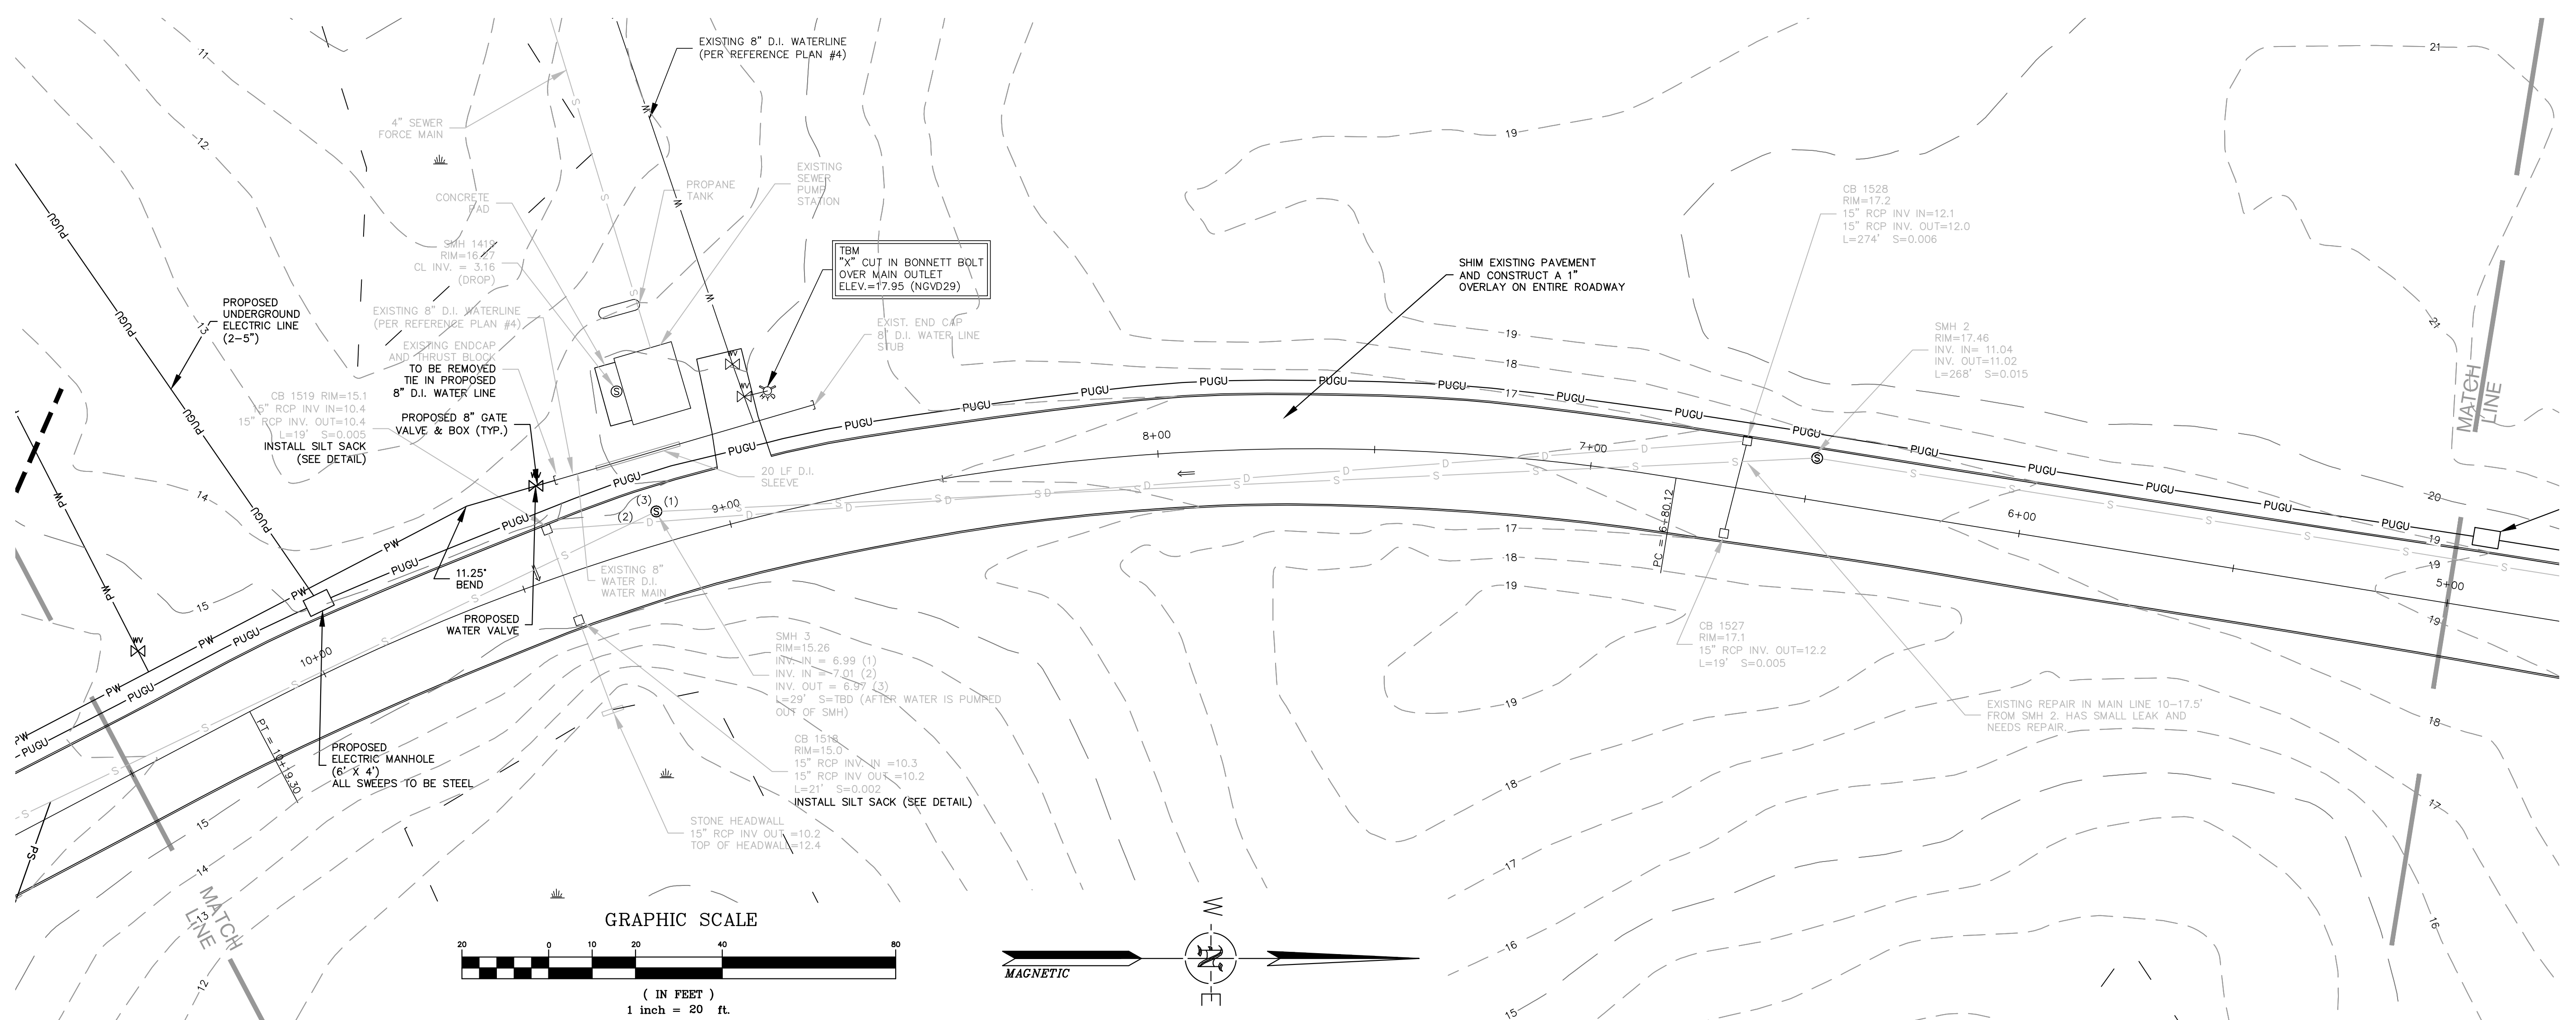 EXISTING 8" D.I. WATERLINE
(PER REFERENCE PLAN #4)
4" SEWER
FORCE MAIN
CONCRETE
PAD
PROPANE
TANK
EXISTING
SEWER
PUMP
STATION
SMH 1419
RIM=16.27
CL INV. = 3.16
(DROP)
TBM
"X" CUT IN BONNETT BOLT
OVER MAIN OUTLET
ELEV.=17.95 (NGVD29)
EXISTING 8" D.I. WATERLINE
(PER REFERENCE PLAN #4)
EXIST. END CAP
8" D.I. WATER LINE
STUB
PROPOSED
UNDERGROUND
ELECTRIC LINE
(2-5")
EXISTING ENDCAP
AND THRUST BLOCK
TO BE REMOVED
TIE IN PROPOSED
8" D.I. WATER LINE
CB 1519 RIM=15.1
15" RCP INV IN=10.4
15" RCP INV. OUT=10.4
L=19' S=0.005
INSTALL SILT SACK
(SEE DETAIL)
PROPOSED 8" GATE
VALVE & BOX (TYP.)
SHIM EXISTING PAVEMENT
AND CONSTRUCT A 1"
OVERLAY ON ENTIRE ROADWAY
CB 1528
RIM=17.2
15" RCP INV IN=12.1
15" RCP INV. OUT=12.0
L=274' S=0.006
SMH 2
RIM=17.46
INV. IN= 11.04
INV. OUT=11.02
L=268' S=0.015
MATCH
LINE
20 LF D.I.
SLEEVE
(1)
(2)
(3)
9+00
8+00
7+00
6+00
5+00
10+00
PC = 6+80.12
PT = 10+19.30
11.25°
BEND
PROPOSED
WATER VALVE
EXISTING 8"
WATER D.I.
WATER MAIN
SMH 3
RIM=15.26
INV. IN = 6.99 (1)
INV. IN = 7.01 (2)
INV. OUT = 6.97 (3)
L=29' S=TBD (AFTER WATER IS PUMPED
OUT OF SMH)
CB 1518
RIM=15.0
15" RCP INV. IN =10.3
15" RCP INV OUT =10.2
L=21' S=0.002
INSTALL SILT SACK (SEE DETAIL)
STONE HEADWALL
15" RCP INV OUT =10.2
TOP OF HEADWALL=12.4
PROPOSED
ELECTRIC MANHOLE
(6' X 4')
ALL SWEEPS TO BE STEEL
CB 1527
RIM=17.1
15" RCP INV. OUT=12.2
L=19' S=0.005
EXISTING REPAIR IN MAIN LINE 10-17.5'
FROM SMH 2. HAS SMALL LEAK AND
NEEDS REPAIR.
MATCH
LINE
GRAPHIC SCALE
20 0 10 20 40 80
( IN FEET )
1 inch = 20 ft.
MAGNETIC
W
N
E